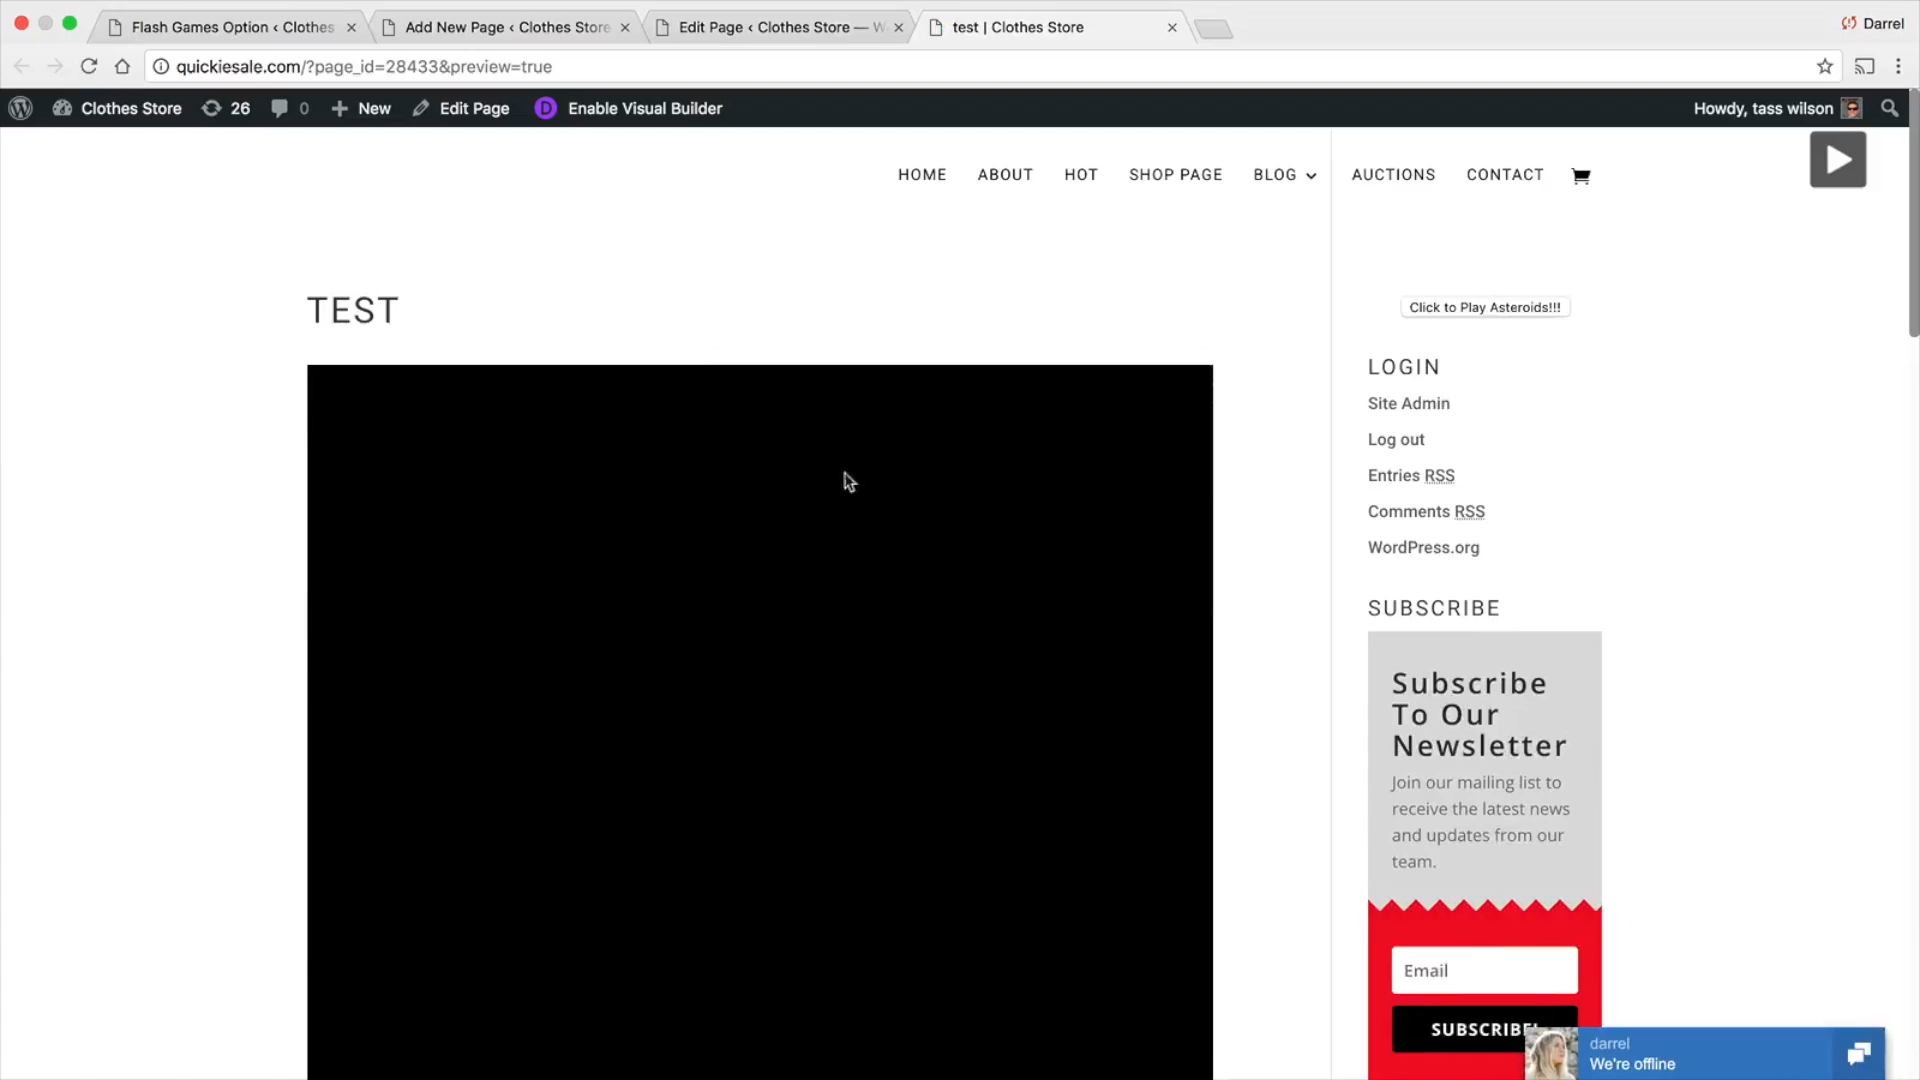 Flash Games Option ‹ Clothes
Add New Page ‹ Clothes Store
Edit Page ‹ Clothes Store — W
test | Clothes Store
Darrel
quickiesale.com/?page_id=28433&preview=true
Clothes Store
26
0
New
Edit Page
D
Enable Visual Builder
Howdy, tass wilson
HOME
ABOUT
HOT
SHOP PAGE
BLOG
AUCTIONS
CONTACT
TEST
Click to Play Asteroids!!!
LOGIN
Site Admin
Log out
Entries RSS
Comments RSS
WordPress.org
SUBSCRIBE
Subscribe
To Our
Newsletter
Join our mailing list to
receive the latest news
and updates from our
team.
Email
SUBSCRIBE!
darrel
We're offline